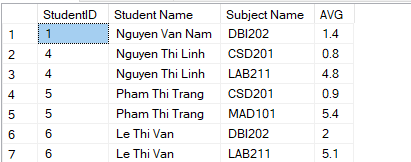 StudentID Student Name Subject Name AVG
1 1 Nguyen Van Nam DBI202 1.4
2 4 Nguyen Thi Linh CSD201 0.8
3 4 Nguyen Thi Linh LAB211 4.8
4 5 Pham Thi Trang CSD201 0.9
5 5 Pham Thi Trang MAD101 5.4
6 6 Le Thi Van DBI202 2
7 6 Le Thi Van LAB211 5.1